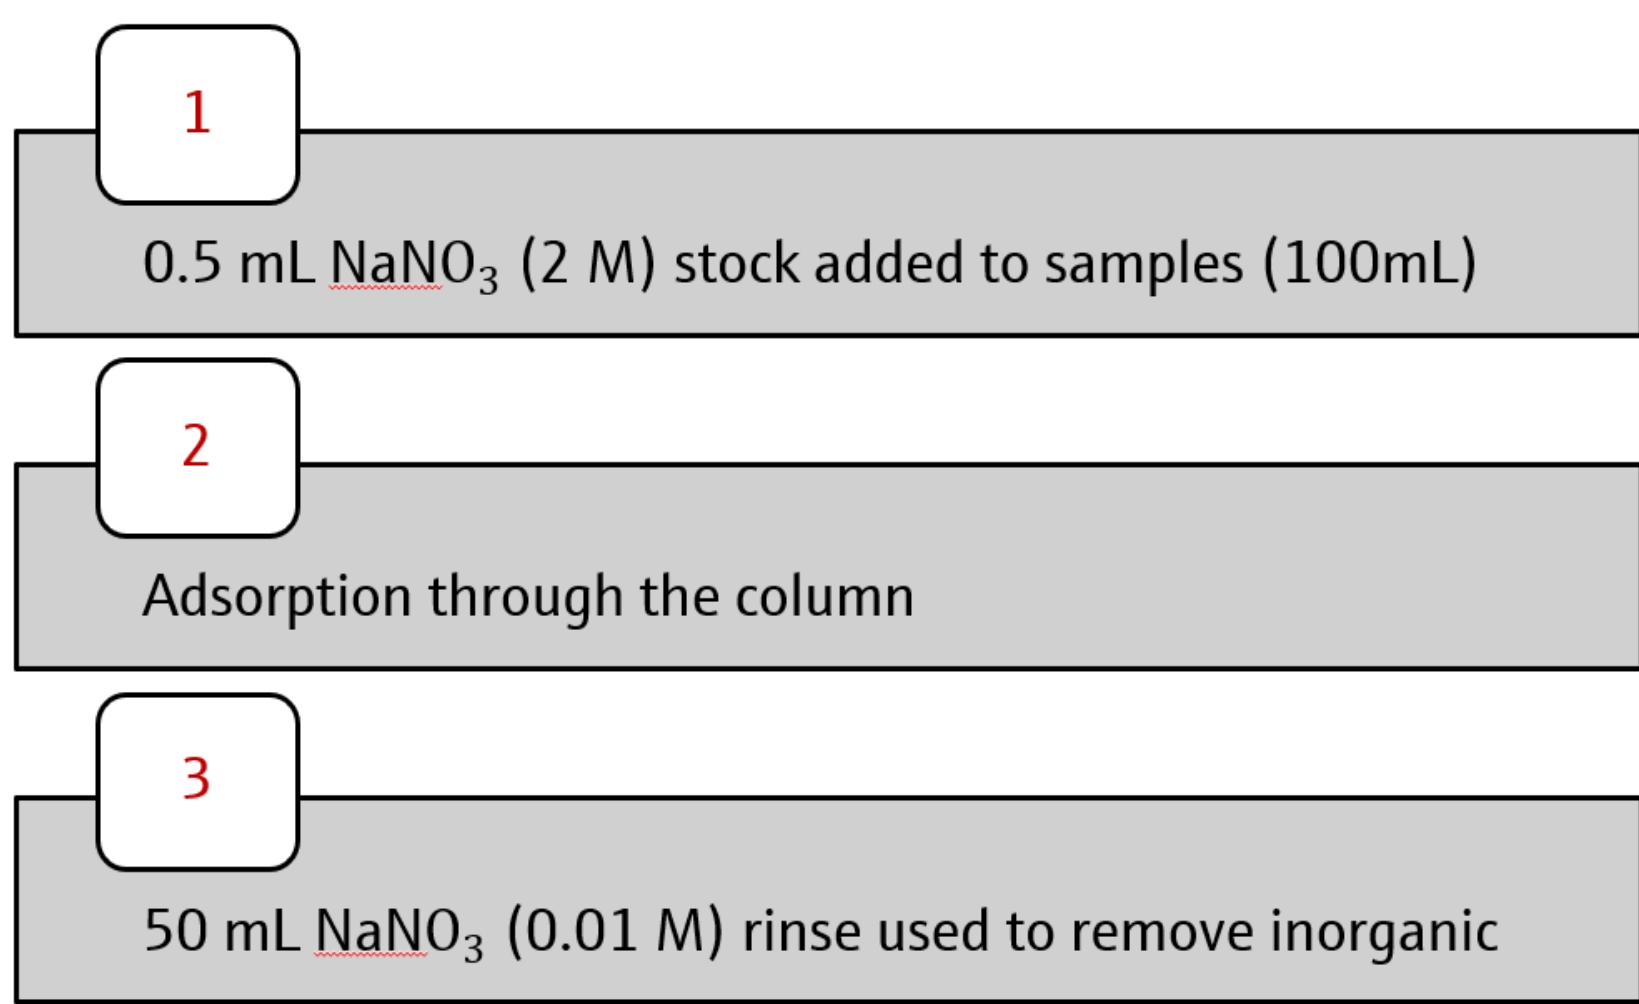 1
0.5 mL NaNO₃ (2 M) stock added to samples (100mL)
2
Adsorption through the column
3
50 mL NaNO₃ (0.01 M) rinse used to remove inorganic